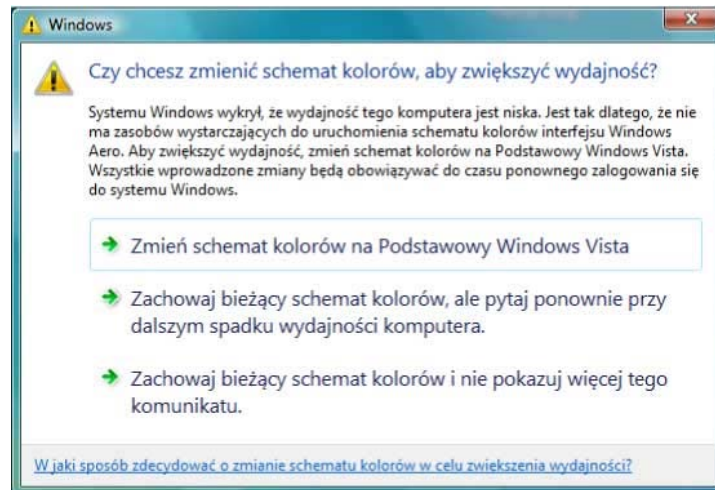 Windows
Czy chcesz zmienić schemat kolorów, aby zwiększyć wydajność?
Systemu Windows wykrył, że wydajność tego komputera jest niska. Jest tak dlatego, że nie
ma zasobów wystarczających do uruchomienia schematu kolorów interfejsu Windows
Aero. Aby zwiększyć wydajność, zmień schemat kolorów na Podstawowy Windows Vista.
Wszystkie wprowadzone zmiany będą obowiązywać do czasu ponownego zalogowania się
do systemu Windows.
Zmień schemat kolorów na Podstawowy Windows Vista
Zachowaj bieżący schemat kolorów, ale pytaj ponownie przy
dalszym spadku wydajności komputera.
Zachowaj bieżący schemat kolorów i nie pokazuj więcej tego
komunikatu.
W jaki sposób zdecydować o zmianie schematu kolorów w celu zwiększenia wydajności?